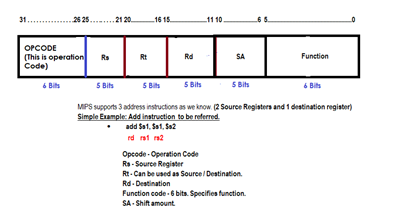 31..................26 25................21 20..............16 15................11 10................6 5.......................0
OPCODE
(This is operation
Code)
Rs
Rt
Rd
SA
Function
6 Bits
5 Bits
5 Bits
5 Bits
5 Bits
6 Bits
MIPS supports 3 address instructions as we know. (2 Source Registers and 1 destination register)
Simple Example: Add instruction to be referred.
• add $s1, $s1, $s2
rd rs1 rs2
Opcode - Operation Code
Rs - Source Register
Rt - Can be used as Source / Destination.
Rd - Destination
Function code - 6 bits. Specifies function.
SA - Shift amount.